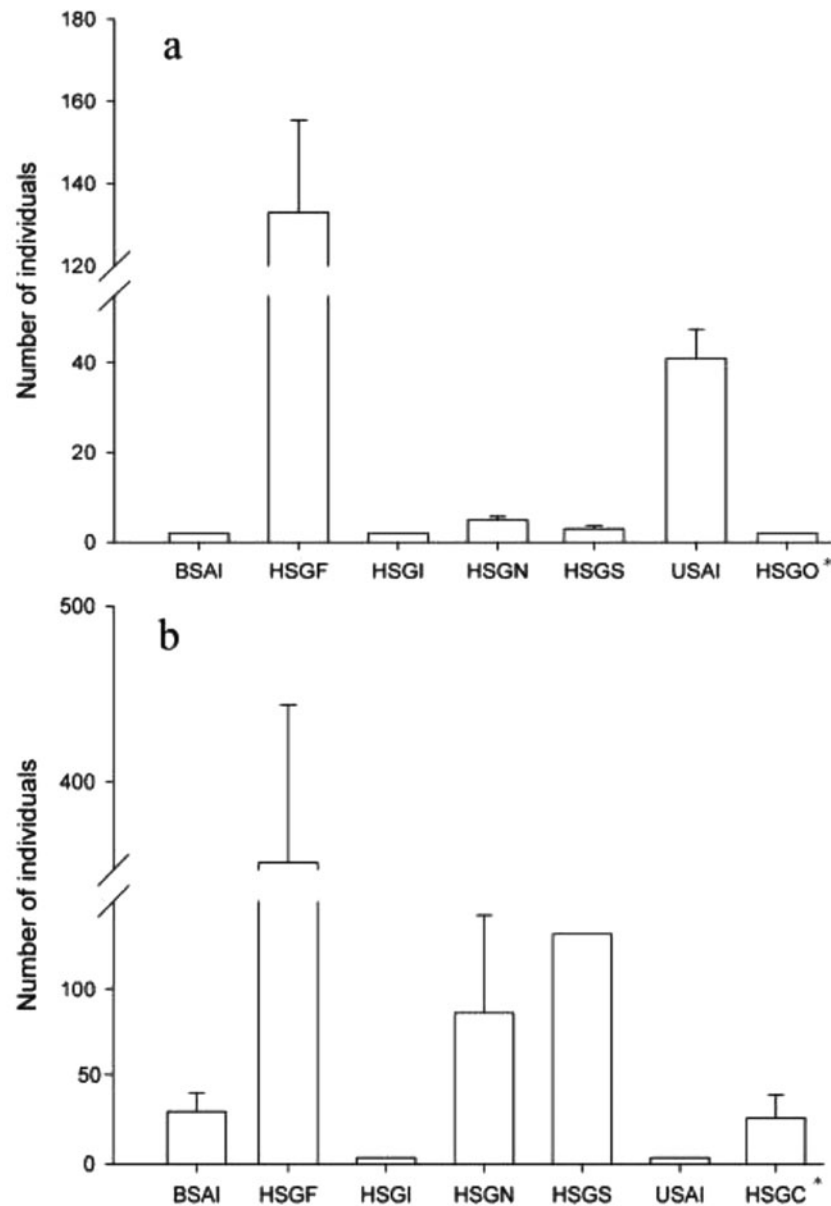 a
180
160
140
120
40
20
0
Number of individuals
BSAI HSGF HSGI HSGN HSGS USAI HSGO*
b
500
400
100
50
0
Number of individuals
BSAI HSGF HSGI HSGN HSGS USAI HSGC*